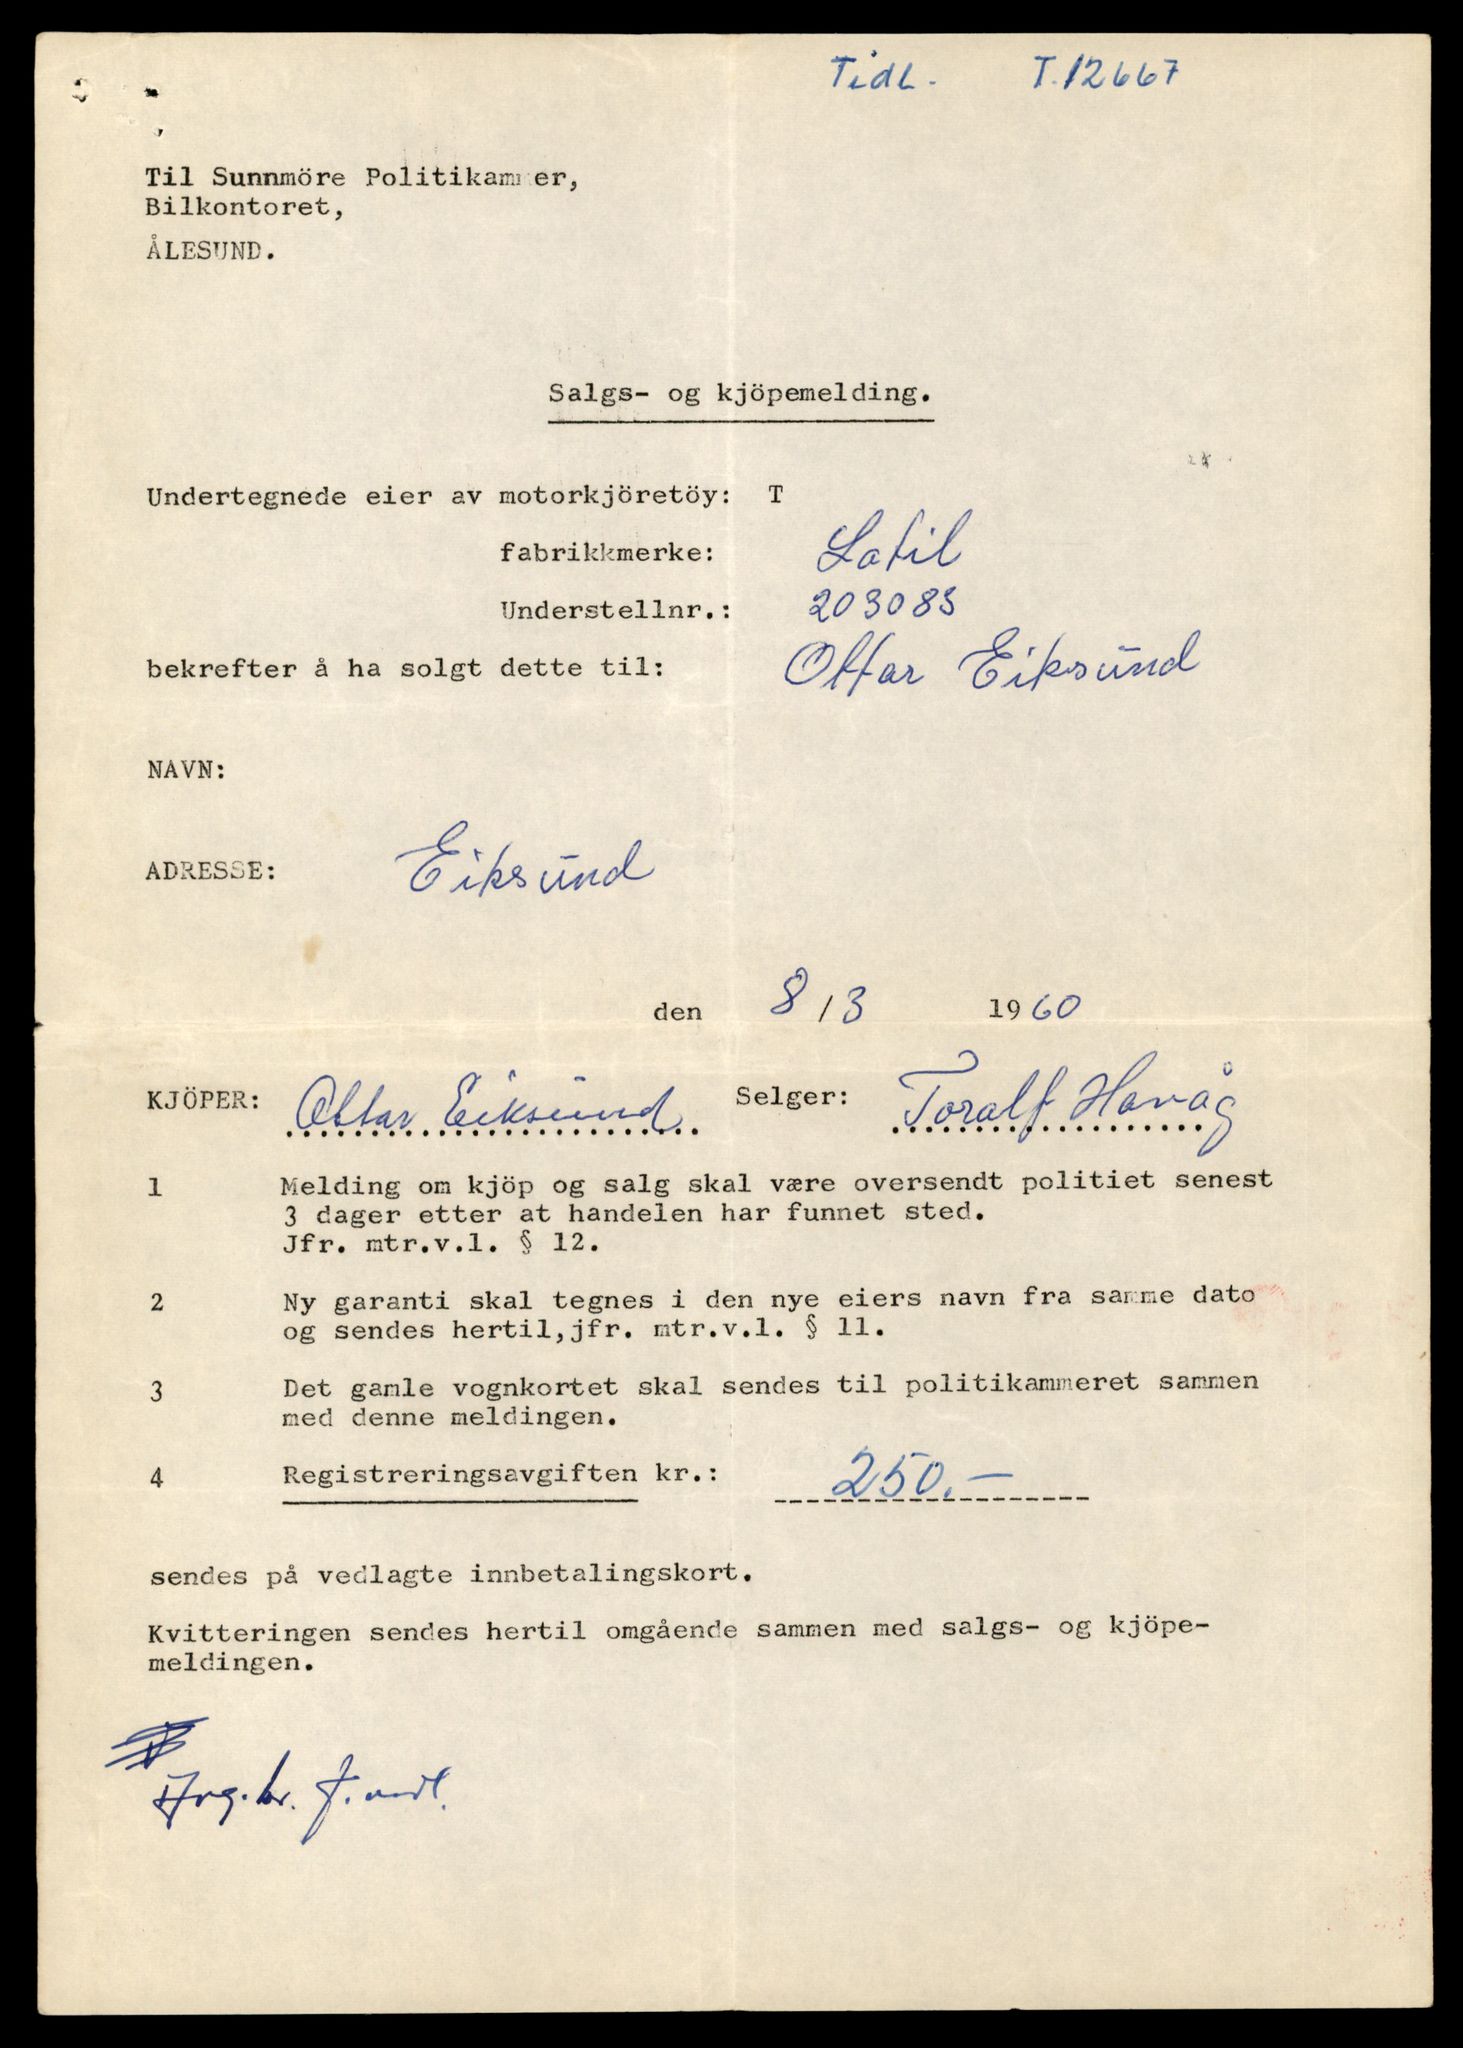 Tidl. T.12667
Til Sunnmöre Politikammer,
Bilkontoret,
ÅLESUND.
Salgs- og kjöpemelding.
Undertegnede eier av motorkjöretöy: T
fabrikkmerke: Latil
Understellnr.: 203083
bekrefter å ha solgt dette til: Ottar Eiksund
NAVN:
ADRESSE: Eiksund
den 8/3 1960
KJÖPER: Ottar Eiksund Selger: Toralf Havåg
1 Melding om kjöp og salg skal være oversendt politiet senest
3 dager etter at handelen har funnet sted.
Jfr. mtr.v.l. § 12.
2 Ny garanti skal tegnes i den nye eiers navn fra samme dato
og sendes hertil,jfr. mtr.v.l. § 11.
3 Det gamle vognkortet skal sendes til politikammeret sammen
med denne meldingen.
4 Registreringsavgiften kr.: 250.-
sendes på vedlagte innbetalingskort.
Kvitteringen sendes hertil omgående sammen med salgs- og kjöpe-
meldingen.